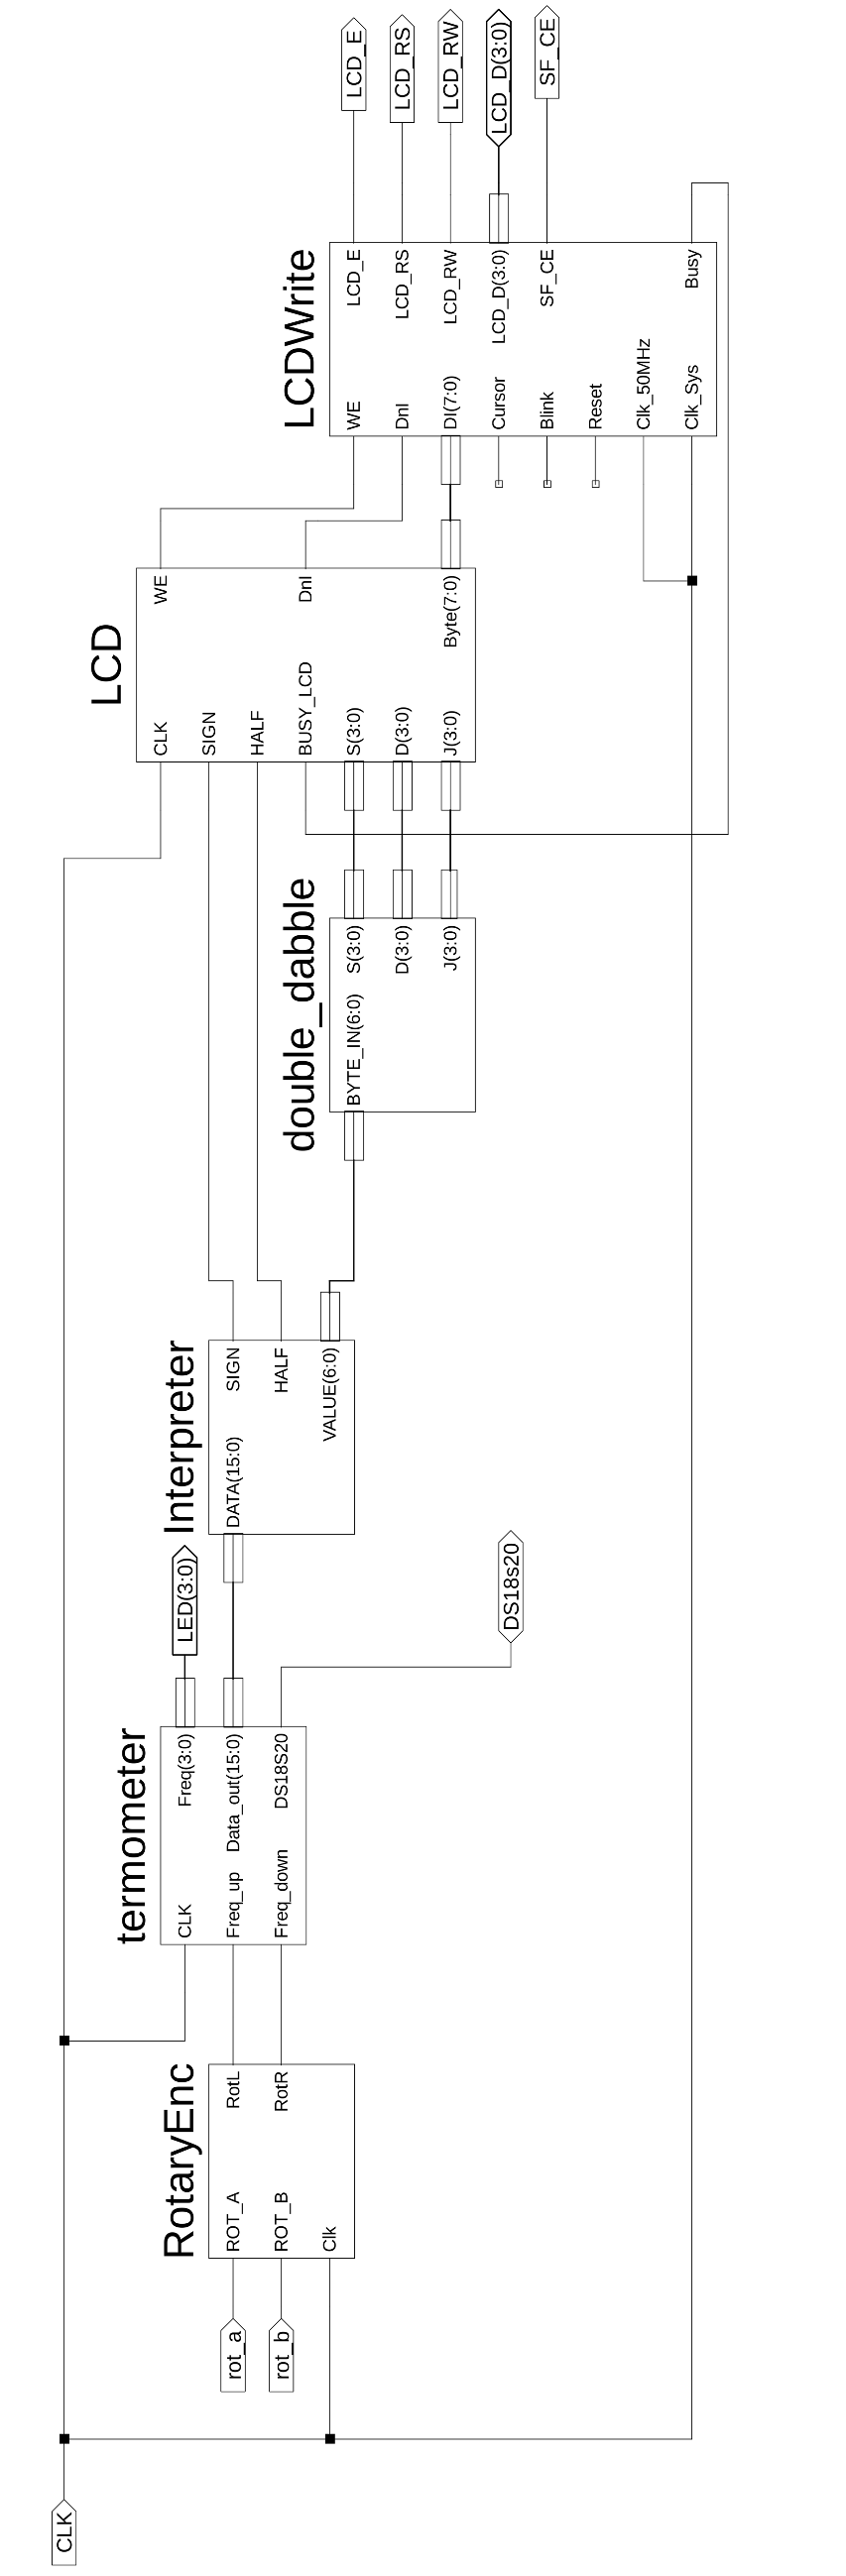 CLK
rot_a
rot_b
RotaryEnc
ROT_A
RotL
ROT_B
RotR
Clk
termometer
CLK
Freq(3:0)
Freq_up
Data_out(15:0)
Freq_down
DS18S20
LED(3:0)
DS18s20
Interpreter
DATA(15:0)
SIGN
HALF
VALUE(6:0)
double_dabble
BYTE_IN(6:0)
S(3:0)
D(3:0)
J(3:0)
LCD
CLK
WE
SIGN
HALF
BUSY_LCD
DnI
S(3:0)
D(3:0)
J(3:0)
Byte(7:0)
LCDWrite
WE
LCD_E
DnI
LCD_RS
DI(7:0)
LCD_RW
Cursor
LCD_D(3:0)
Blink
SF_CE
Reset
Clk_50MHz
Clk_Sys
Busy
LCD_E
LCD_RS
LCD_RW
LCD_D(3:0)
SF_CE